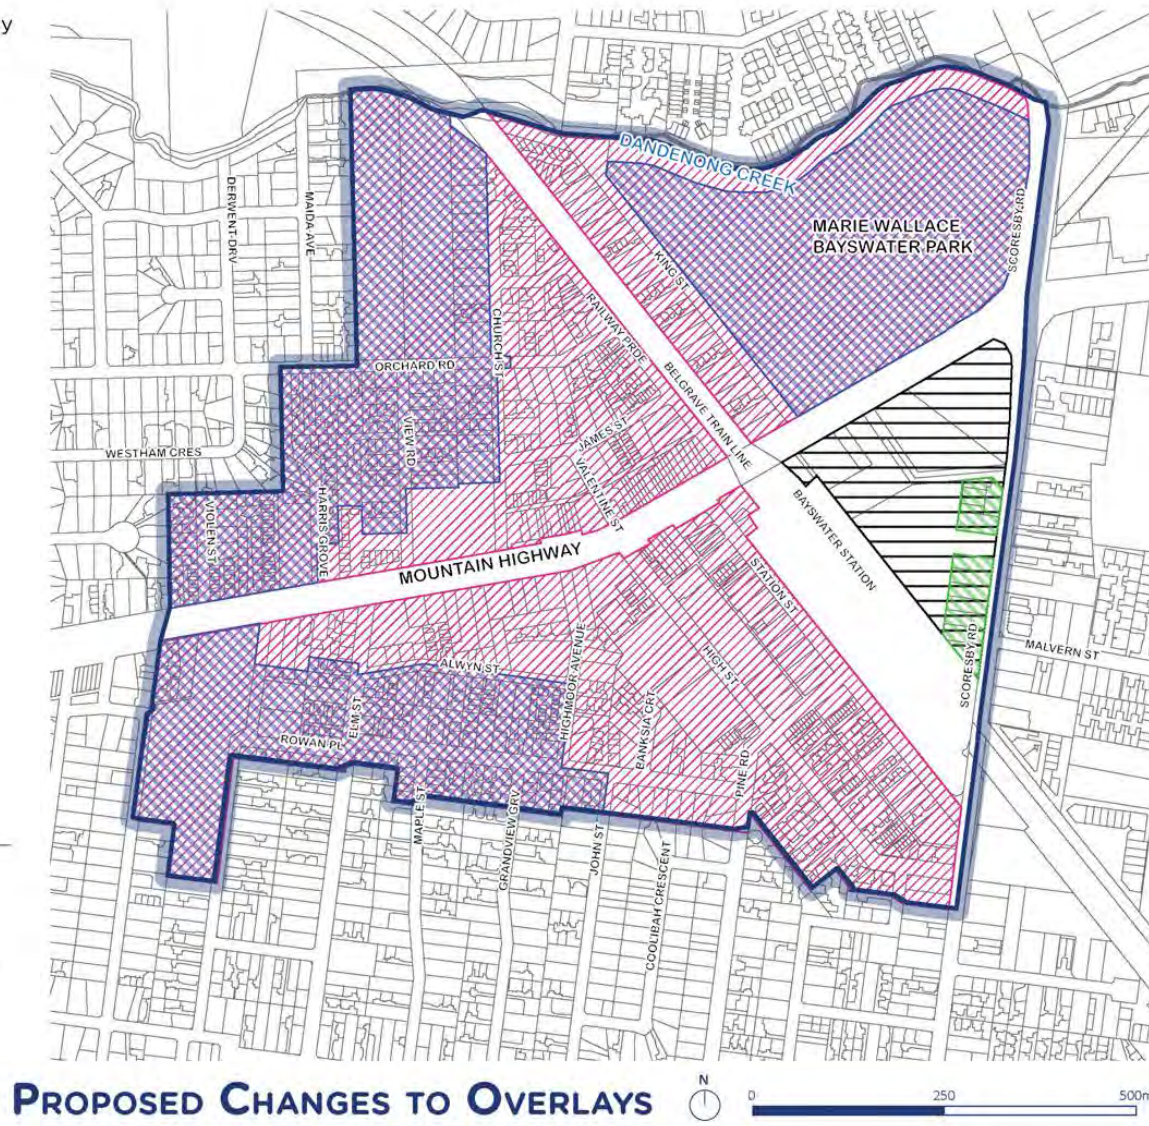 y
DANDENONG CREEK
MARIE WALLACE
BAYSWATER PARK
SCORESBY RD
DERWENT DRV
MAIDA AVE
KING ST
RAILWAY PRDE
CHURCH ST
ORCHARD RD
BELGRAVE TRAIN LINE
VIEW RD
JAMES ST
WESTHAM CRES
VALENTINE ST
VIOLEN ST
HARRIS GROVE
BAYSWATER STATION
MOUNTAIN HIGHWAY
STATION ST
ALWYN ST
HIGHMOOR AVENUE
HIGH ST
SCORESBY RD
MALVERN ST
ELM ST
ROWAN PL
BANKSIA CRT
PINE RD
MAPLE ST
GRANDVIEW GRV
JOHN ST
COOLIBAH CRESCENT
PROPOSED CHANGES TO OVERLAYS
N
0 250 500m